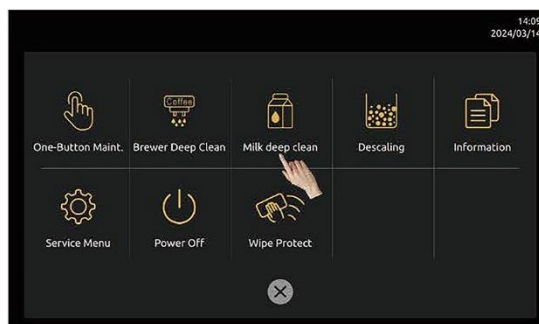 14:09
2024/03/14
Coffee
One-Button Maint. Brewer Deep Clean Milk deep clean Descaling Information
Service Menu Power Off Wipe Protect